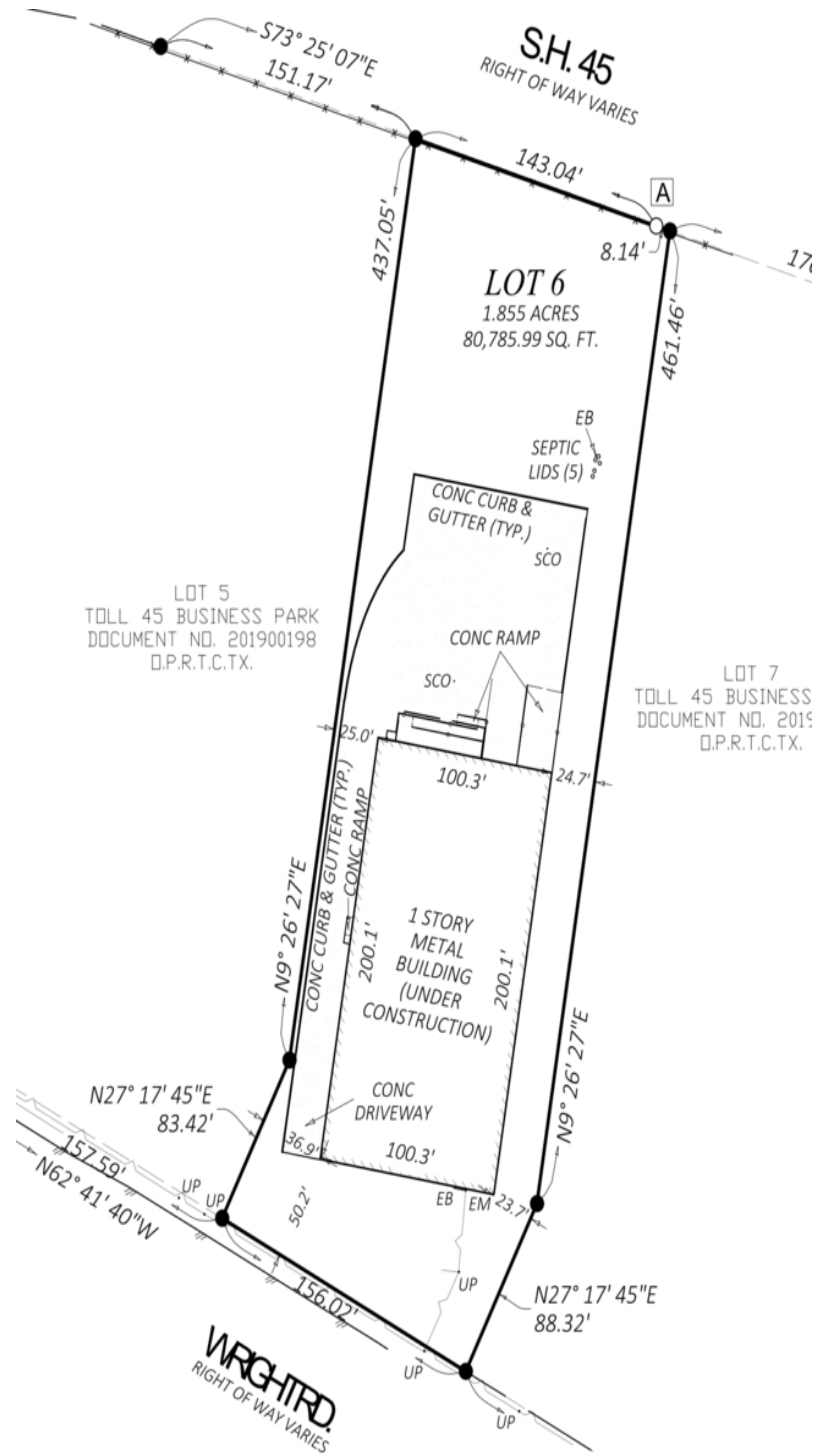 S.H. 45
RIGHT OF WAY VARIES
S73° 25' 07"E
151.17'
143.04'
A
8.14'
437.05'
461.46'
LOT 6
1.855 ACRES
80,785.99 SQ. FT.
EB
SEPTIC
LIDS (5)
CONC CURB &
GUTTER (TYP.)
SCO
LOT 5
TOLL 45 BUSINESS PARK
DOCUMENT NO. 201900198
O.P.R.T.C.TX.
CONC RAMP
SCO
LOT 7
TOLL 45 BUSINESS
DOCUMENT NO. 2019
O.P.R.T.C.TX.
25.0'
100.3'
24.7'
CONC CURB & GUTTER (TYP.)
CONC RAMP
200.1'
1 STORY
METAL
BUILDING
(UNDER
CONSTRUCTION)
200.1'
N9° 26' 27"E
N9° 26' 27"E
N27° 17' 45"E
83.42'
CONC
DRIVEWAY
36.9'
100.3'
EB
EM
23.7'
50.2'
157.59'
N62° 41' 40"W
UP
UP
156.02'
UP
N27° 17' 45"E
88.32'
UP
UP
WRIGHT RD.
RIGHT OF WAY VARIES